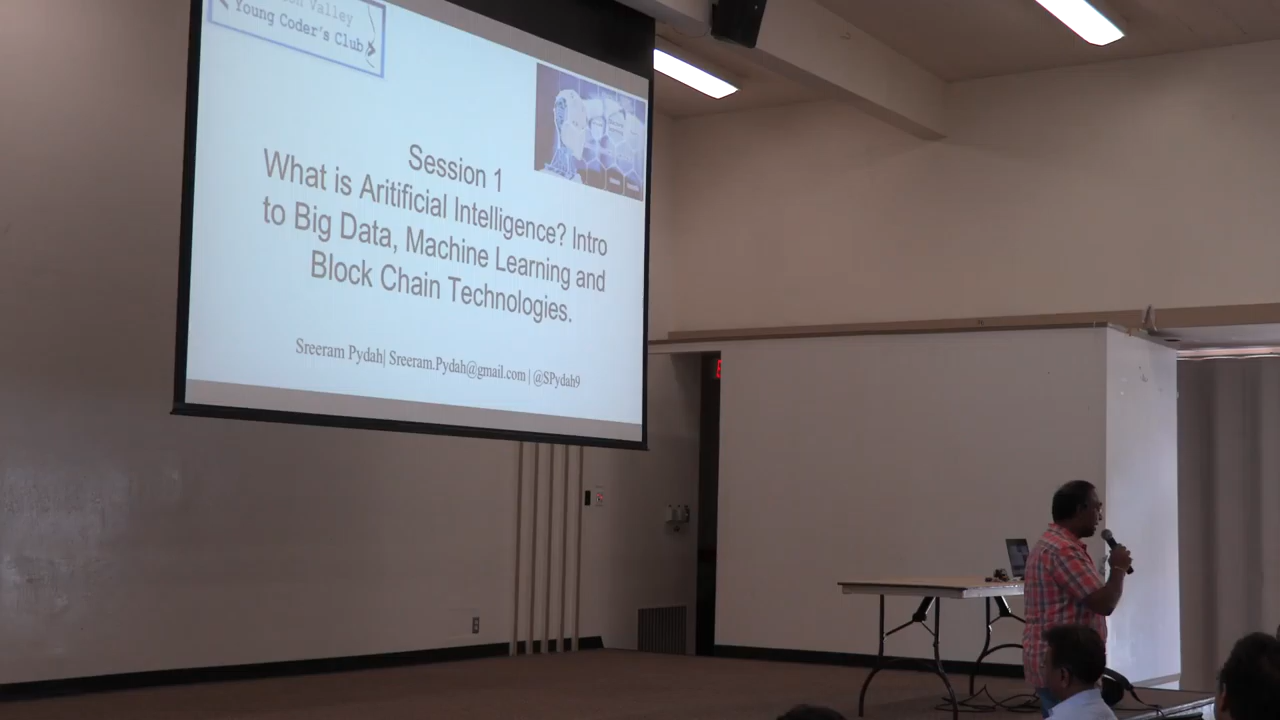 Valley
Young Coder's Club
Session 1
What is Aritificial Intelligence? Intro
to Big Data, Machine Learning and
Block Chain Technologies.
Sreeram Pydah| Sreeram.Pydah@gmail.com | @SPydah9